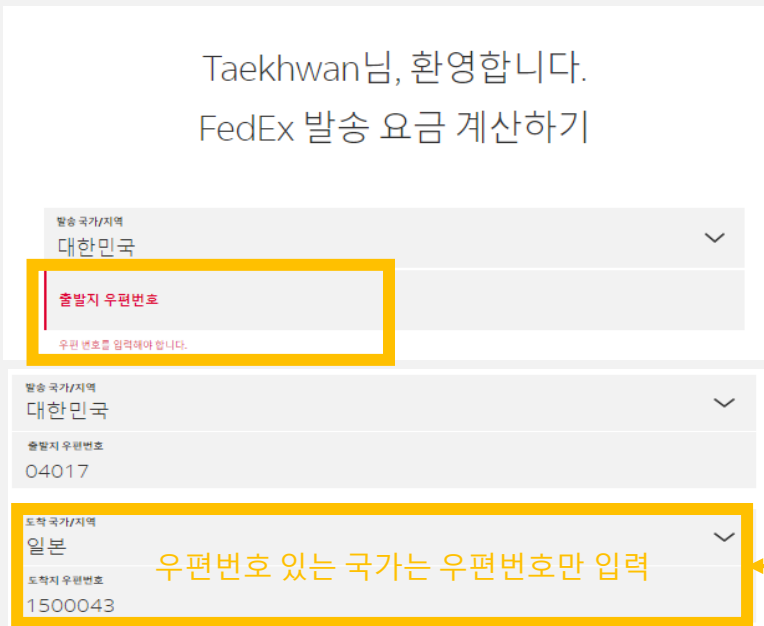 Taekhwan님, 환영합니다.
FedEx 발송 요금 계산하기
발송 국가/지역
대한민국
출발지 우편번호
우편 번호를 입력해야 합니다.
발송 국가/지역
대한민국
출발지 우편번호
04017
도착 국가/지역
일본
우편번호 있는 국가는 우편번호만 입력
도착지 우편번호
1500043